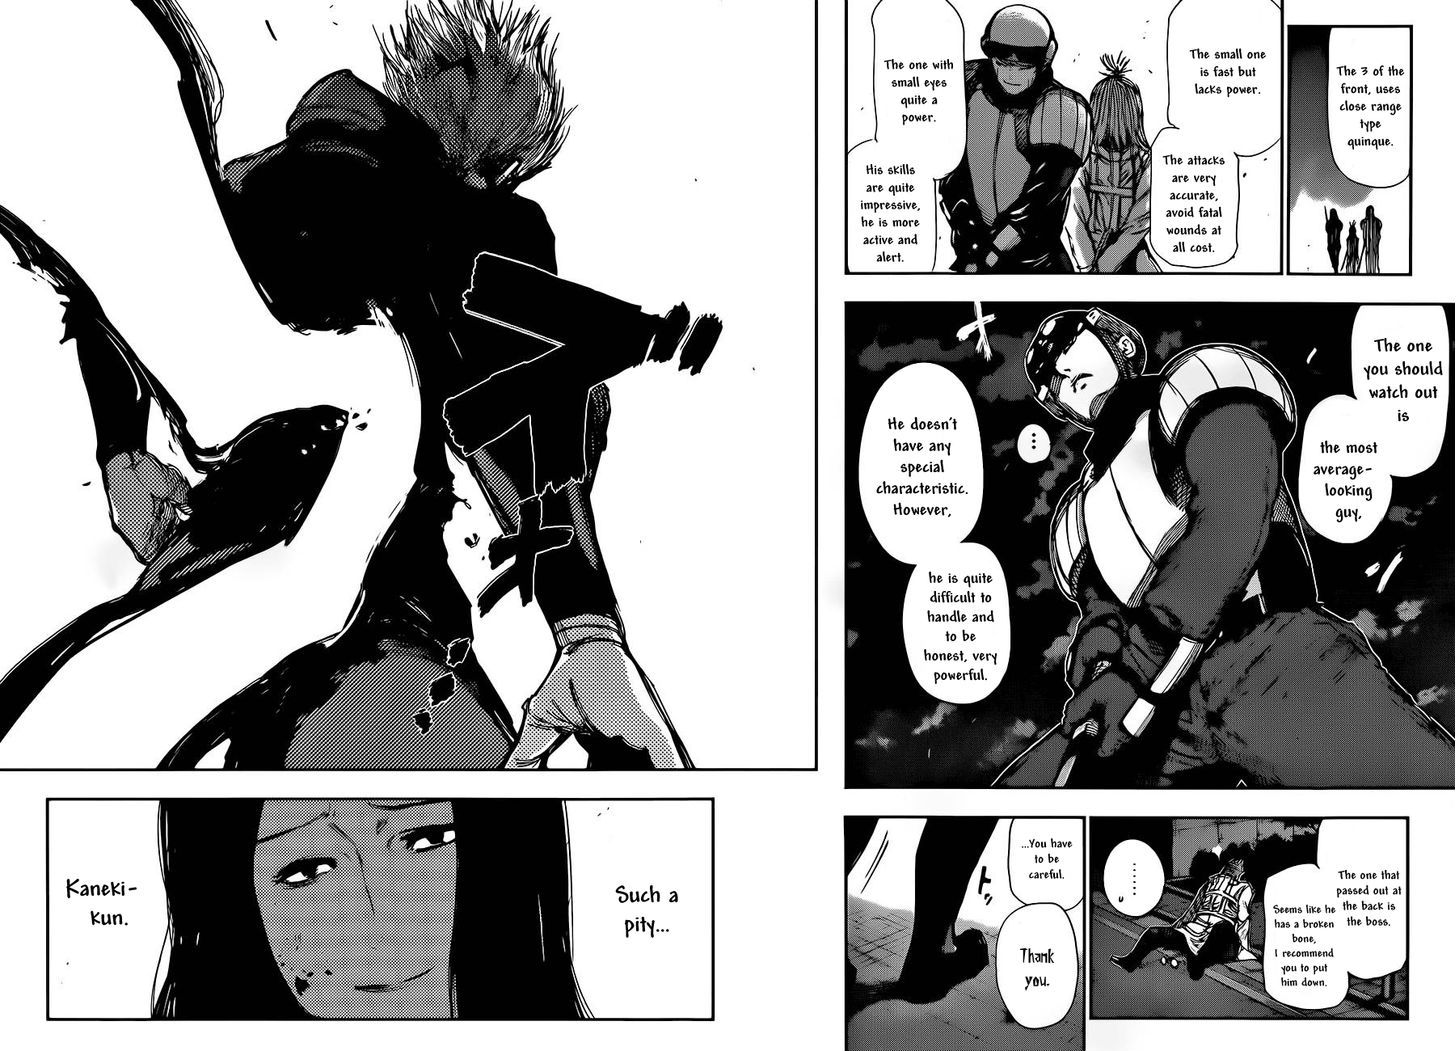 The 3 of the
front, uses
close range
type
quinque.
The small one
is fast but
lacks power.
The attacks
are very
accurate,
avoid fatal
wounds at
all cost.
The one with
small eyes
quite a
power.
His skills
are quite
impressive,
he is more
active and
alert.
The one
you should
watch out
is
the most
average-
looking
guy,
...
He doesn't
have any
special
characteristic.
However,
he is quite
difficult to
handle and
to be
honest, very
powerful.
The one that
passed out at
the back is
the boss.
Seems like he
has a broken
bone,
I recommend
you to put
him down.
......
...You have
to be
careful.
Thank
you.
トッ
Such a
pity...
Kaneki-
kun.